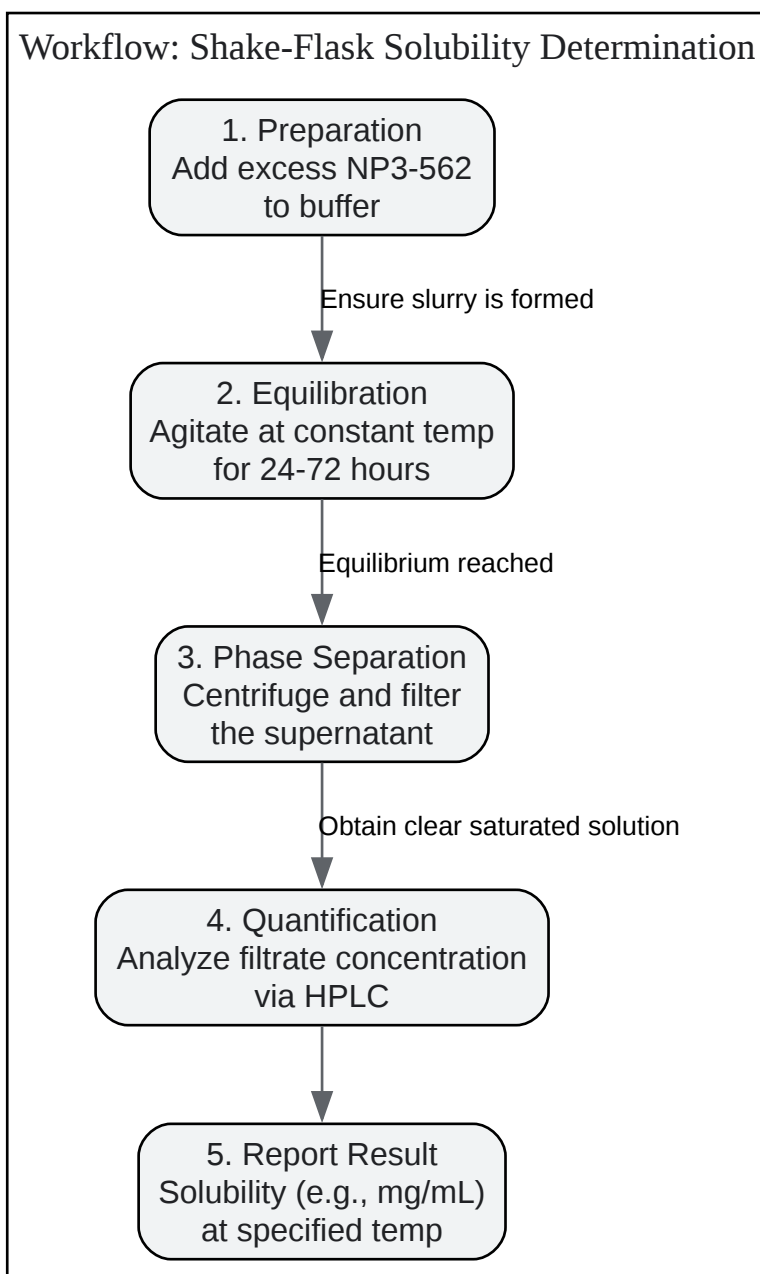 Workflow: Shake-Flask Solubility Determination
1. Preparation
Add excess NP3-562
to buffer
Ensure slurry is formed
2. Equilibration
Agitate at constant temp
for 24-72 hours
Equilibrium reached
3. Phase Separation
Centrifuge and filter
the supernatant
Obtain clear saturated solution
4. Quantification
Analyze filtrate concentration
via HPLC
5. Report Result
Solubility (e.g., mg/mL)
at specified temp